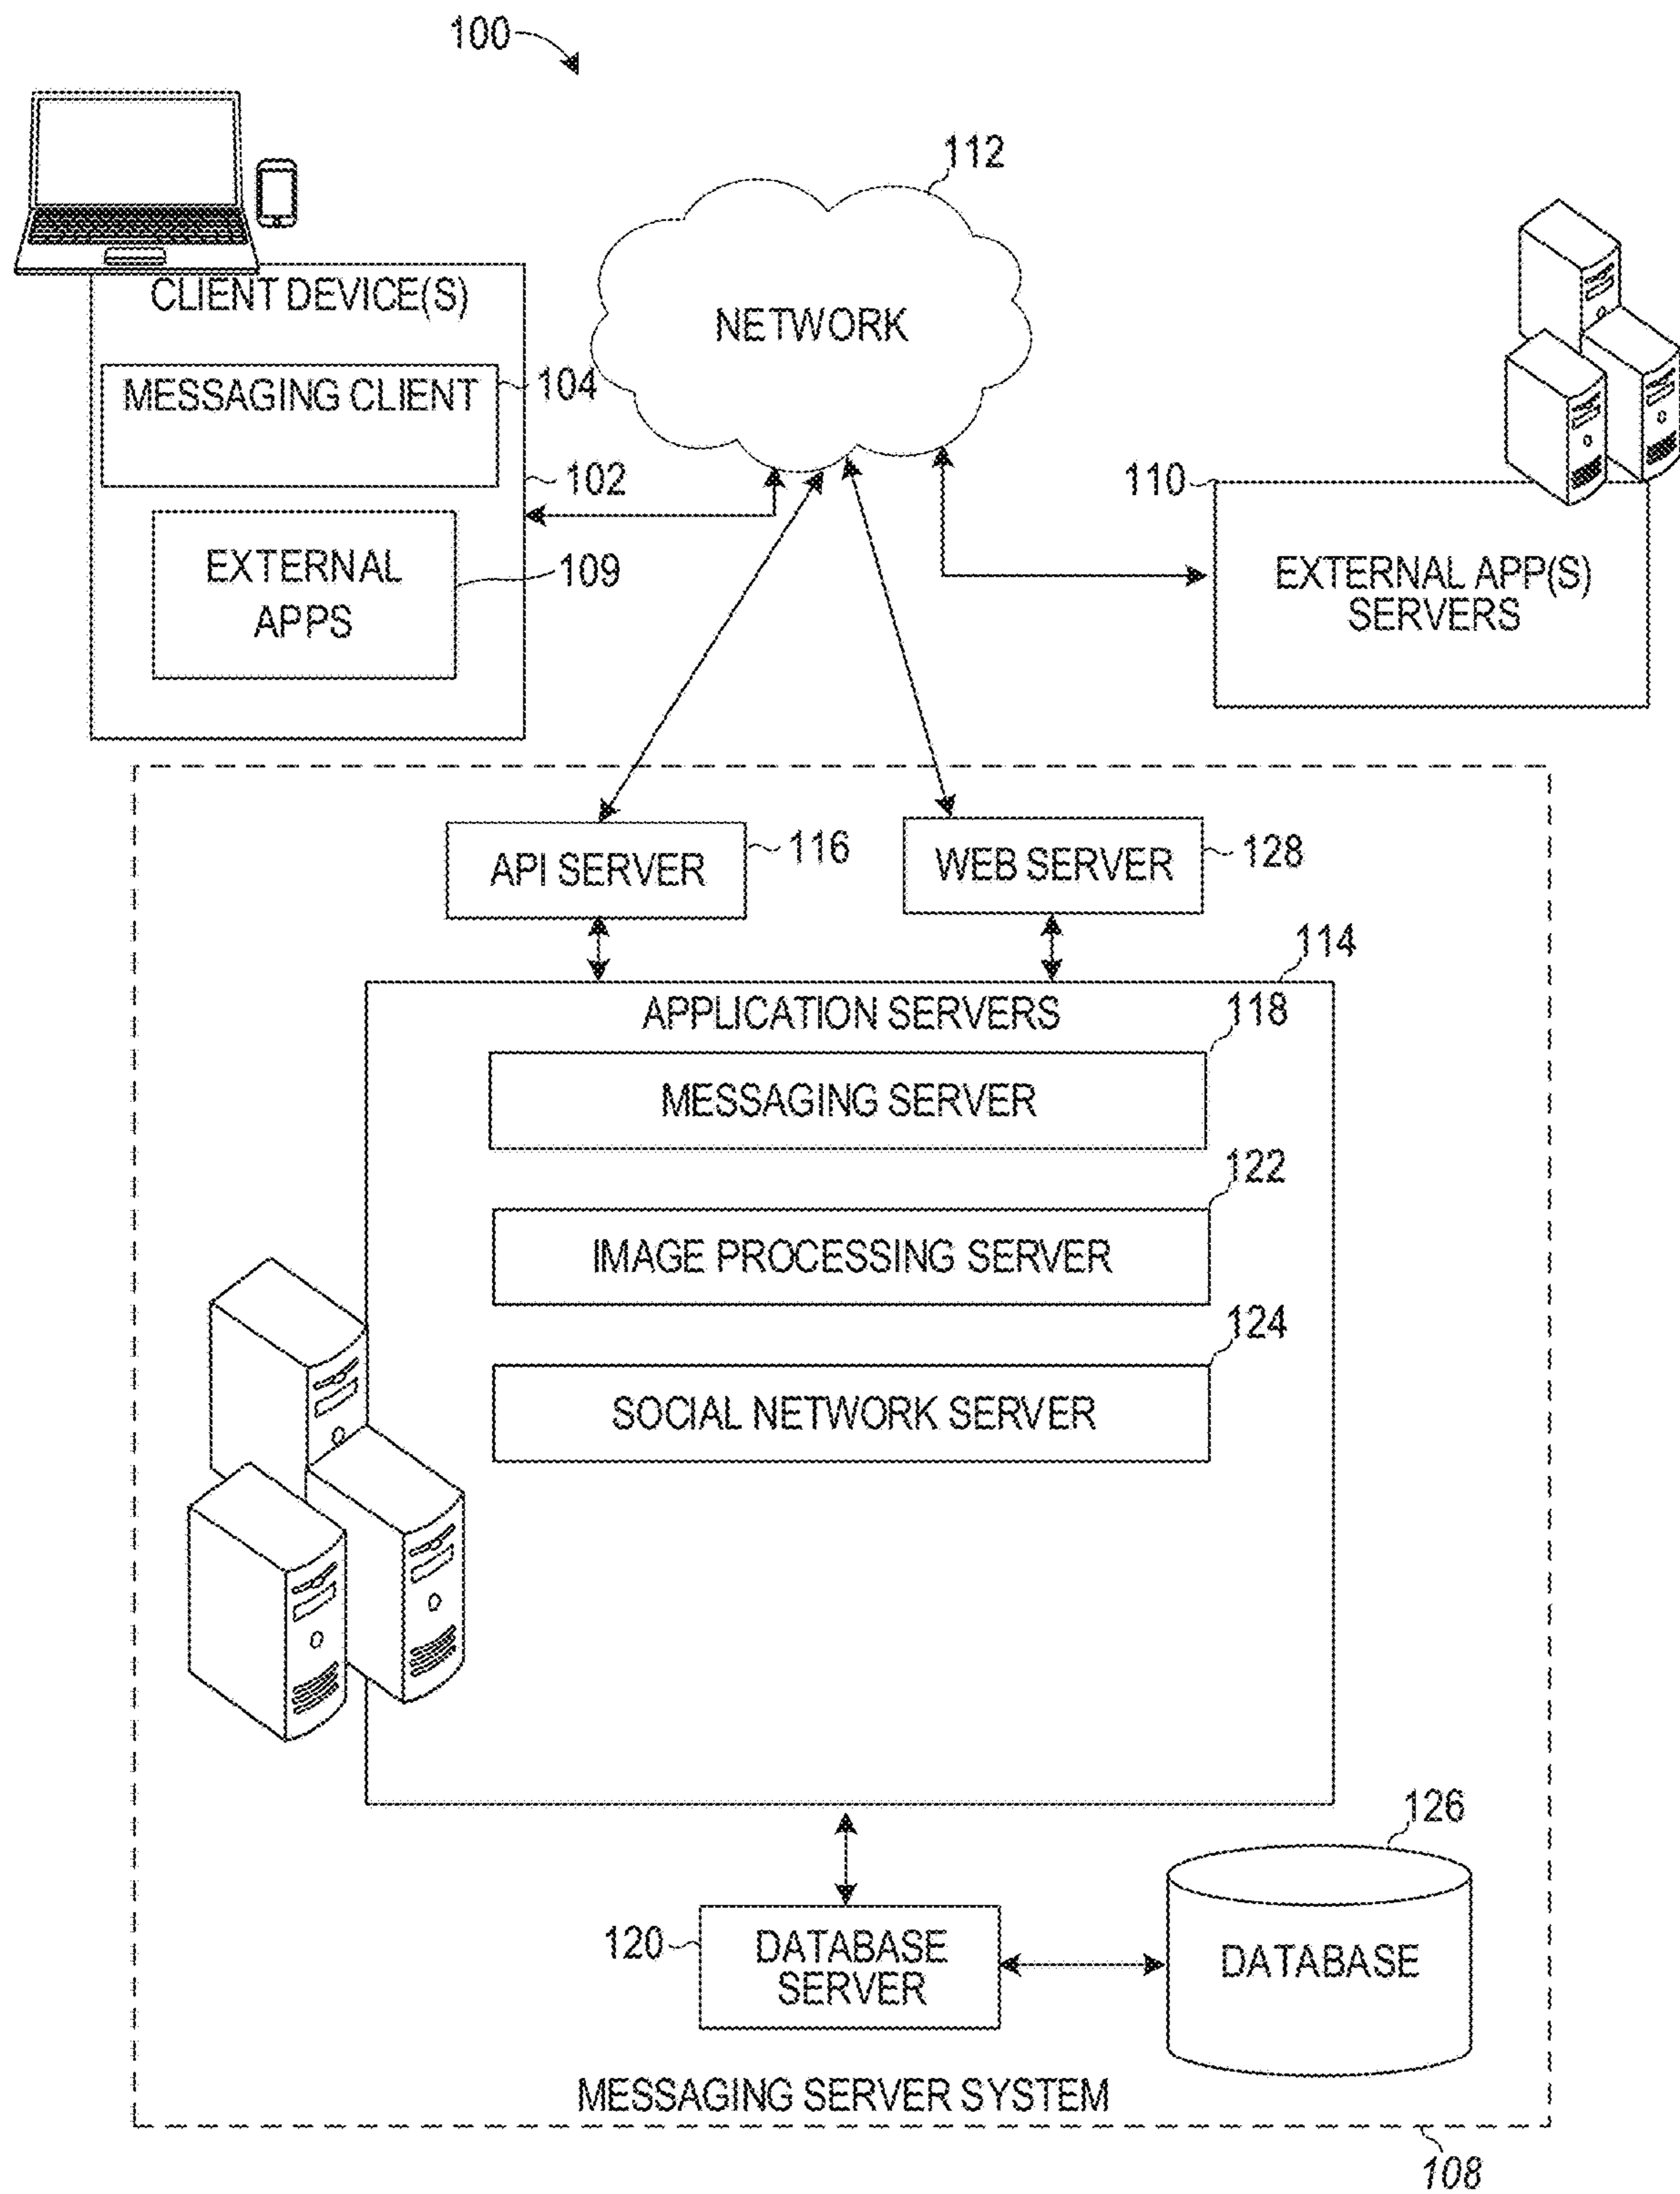 100
112
CLIENT DEVICE(S)
NETWORK
MESSAGING CLIENT
104
102
110
EXTERNAL
APPS
109
EXTERNAL APP(S)
SERVERS
API SERVER
116
WEB SERVER
128
114
APPLICATION SERVERS
118
MESSAGING SERVER
122
IMAGE PROCESSING SERVER
124
SOCIAL NETWORK SERVER
126
120
DATABASE
SERVER
DATABASE
MESSAGING SERVER SYSTEM
108